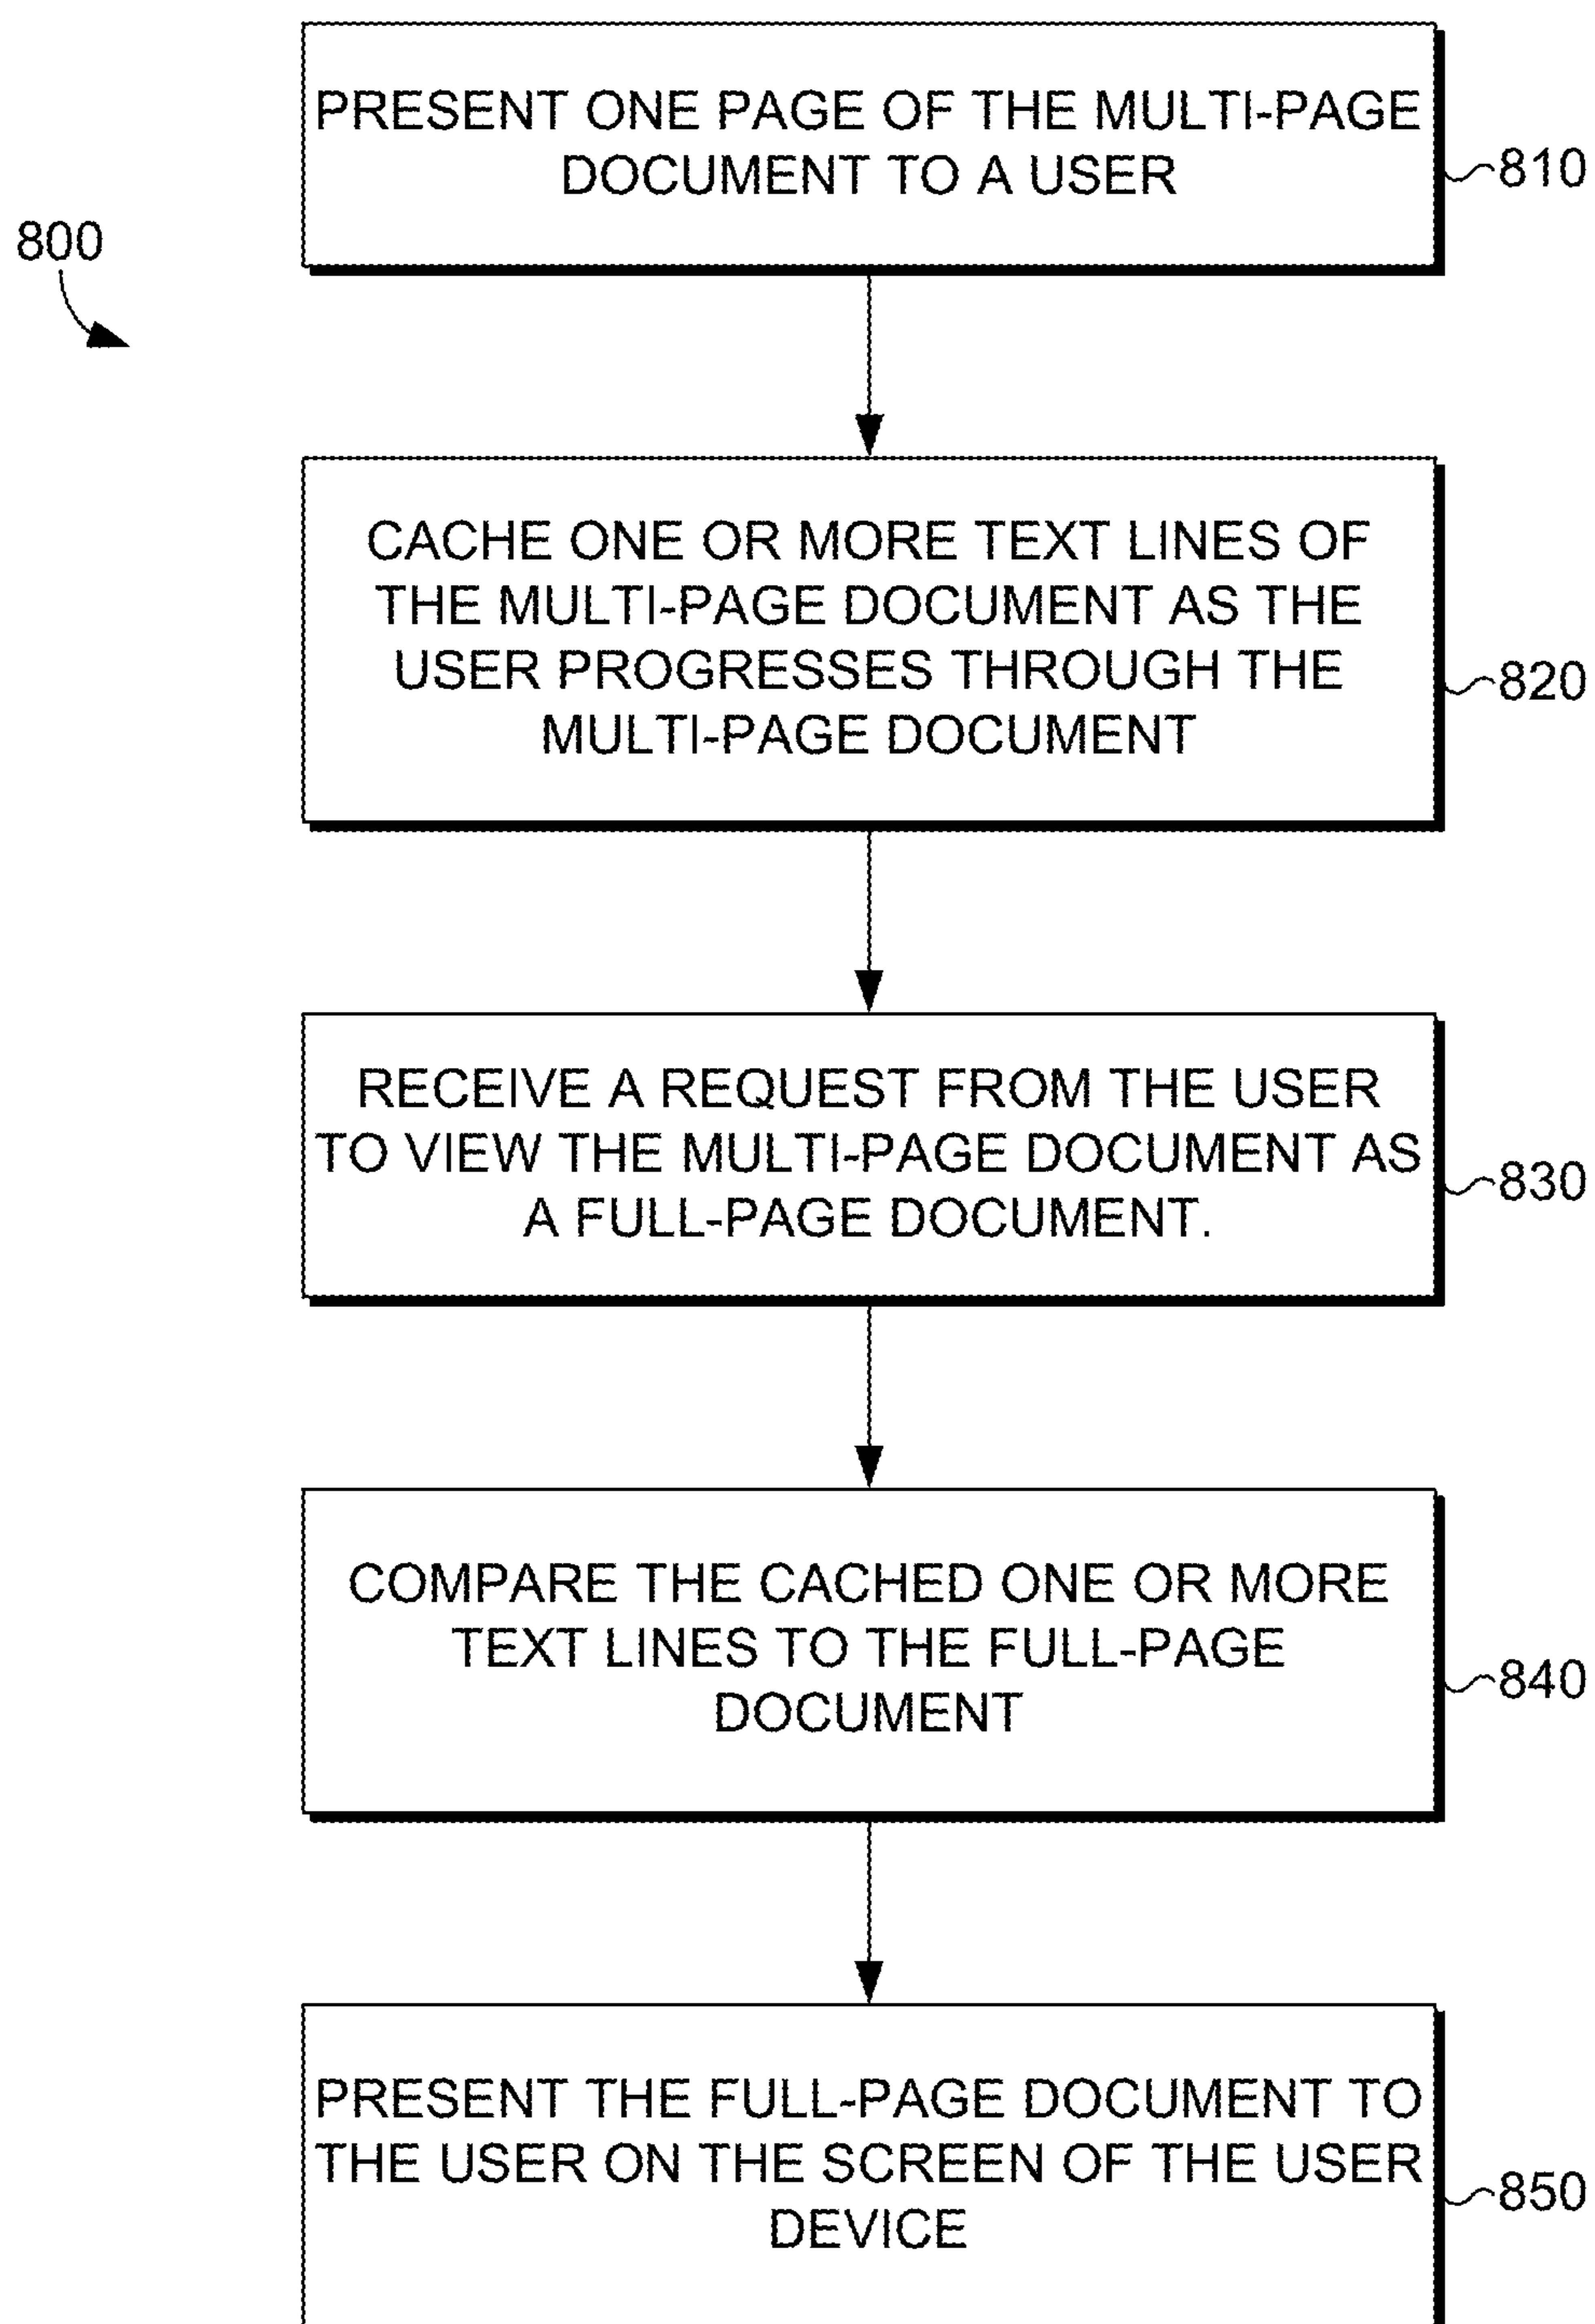 PRESENT ONE PAGE OF THE MULTI-PAGE
DOCUMENT TO A USER
810
800
CACHE ONE OR MORE TEXT LINES OF
THE MULTI-PAGE DOCUMENT AS THE
USER PROGRESSES THROUGH THE
MULTI-PAGE DOCUMENT
820
RECEIVE A REQUEST FROM THE USER
TO VIEW THE MULTI-PAGE DOCUMENT AS
A FULL-PAGE DOCUMENT.
830
COMPARE THE CACHED ONE OR MORE
TEXT LINES TO THE FULL-PAGE
DOCUMENT
840
PRESENT THE FULL-PAGE DOCUMENT TO
THE USER ON THE SCREEN OF THE USER
DEVICE
850